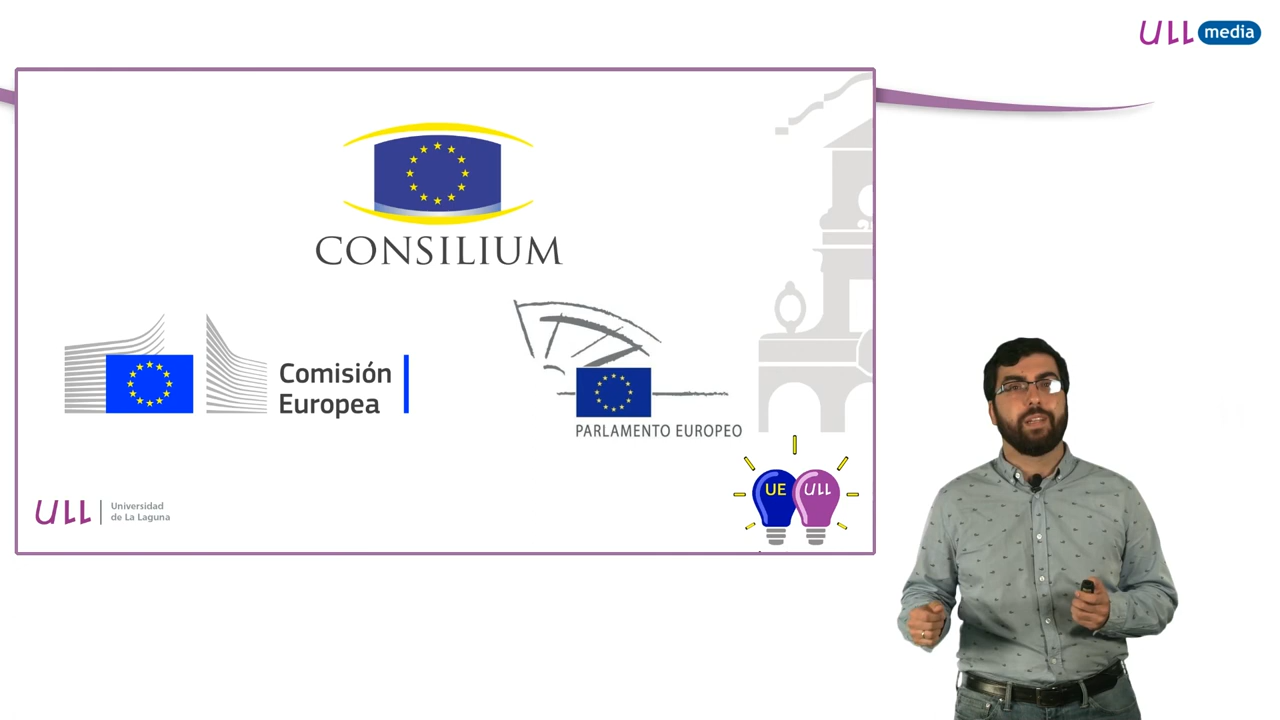 ULL media
CONSILIUM
Comisión
Europea
PARLAMENTO EUROPEO
UE ULL
ULL Universidad
de La Laguna